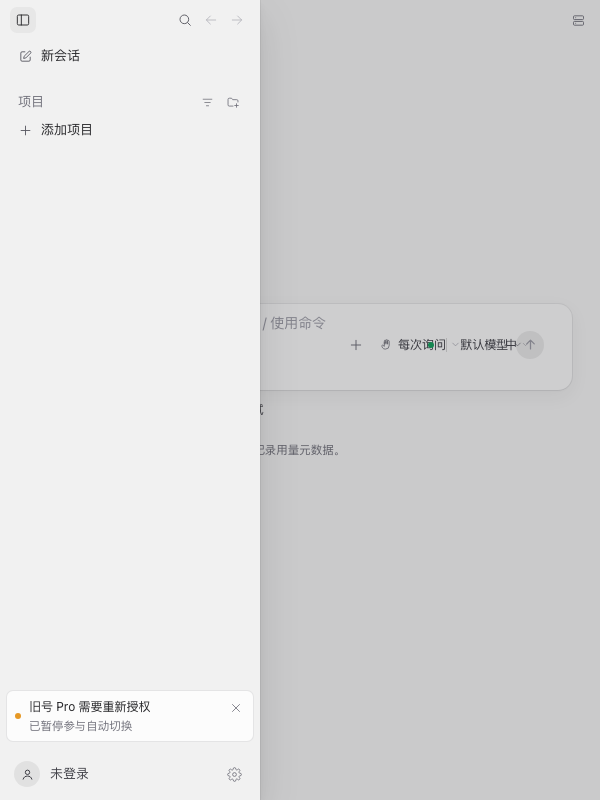 新会话
项目
添加项目
/ 使用命令
每次询问
默认模型
中
记录用量元数据。
旧号 Pro 需要重新授权
已暂停参与自动切换
未登录